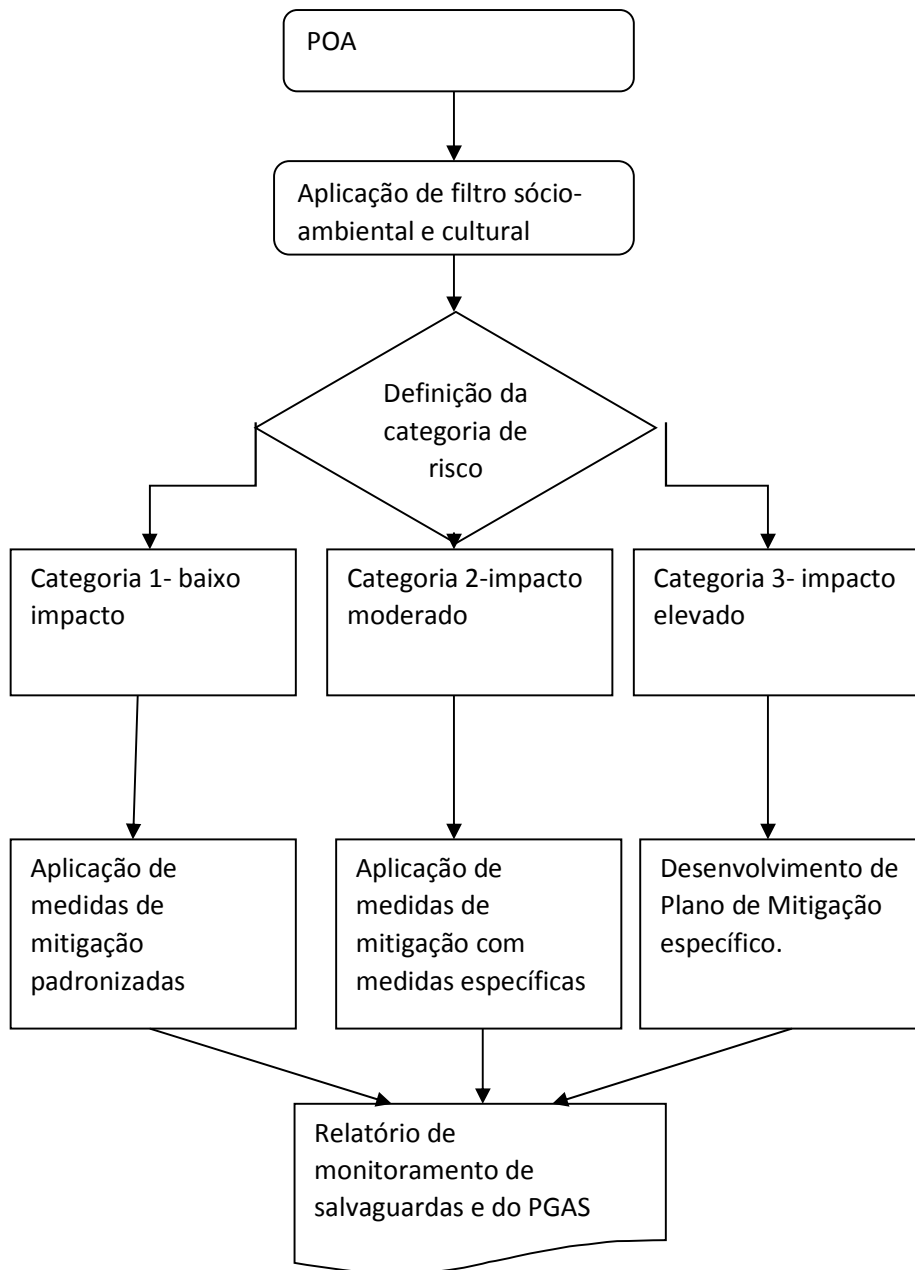 POA
Aplicação de filtro sócio-
ambiental e cultural
Definição da
categoria de
risco
Categoria 1- baixo
impacto
Categoria 2-impacto
moderado
Categoria 3- impacto
elevado
Aplicação de
medidas de
mitigação
padronizadas
Aplicação de
medidas de
mitigação com
medidas específicas
Desenvolvimento de
Plano de Mitigação
específico.
Relatório de
monitoramento de
salvaguardas e do PGAS